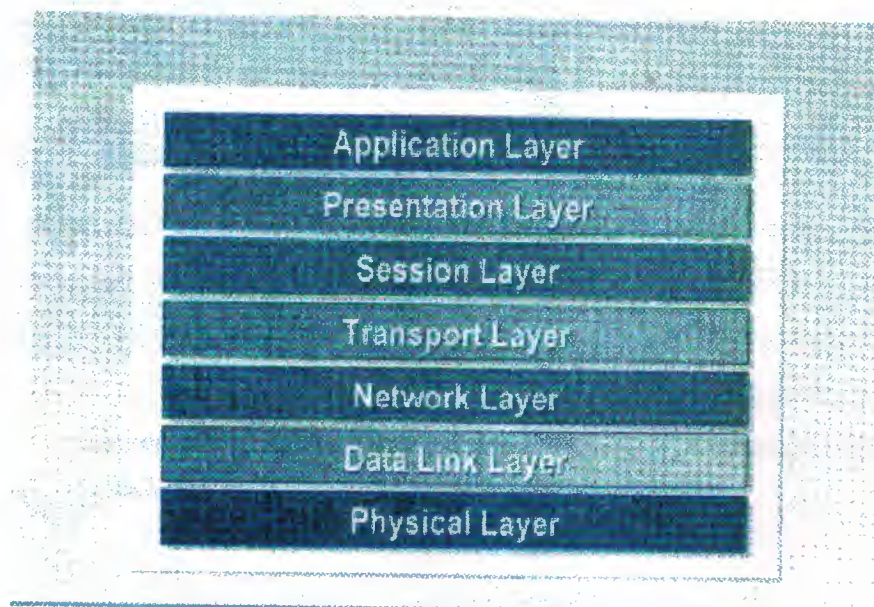 Application Layer
Presentation Layer
Session Layer
Transport Layer
Network Layer
Data Link Layer
Physical Layer